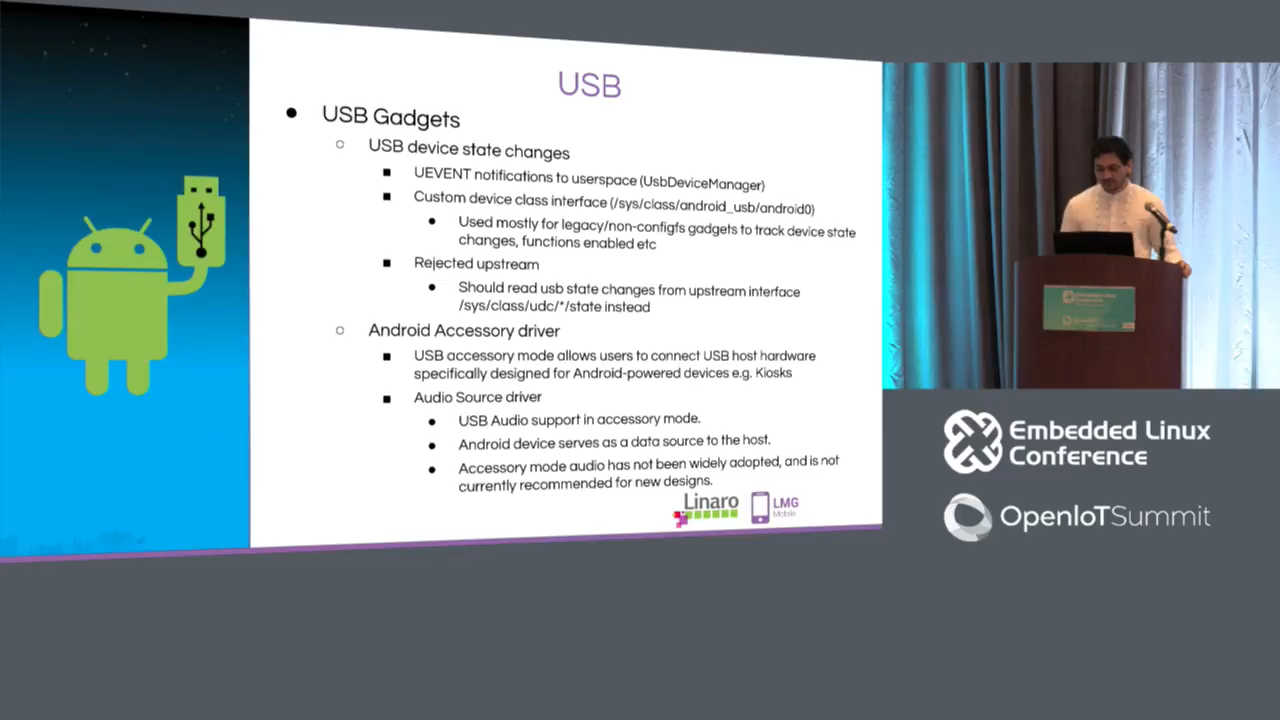 USB
USB Gadgets
USB device state changes
UEVENT notifications to userspace (UsbDeviceManager)
Custom device class interface (/sys/class/android_usb/android0)
Used mostly for legacy/non-configfs gadgets to track device state
changes, functions enabled etc
Rejected upstream
Should read usb state changes from upstream interface
/sys/class/udc/*/state instead
Android Accessory driver
USB accessory mode allows users to connect USB host hardware
specifically designed for Android-powered devices e.g. Kiosks
Audio Source driver
USB Audio support in accessory mode.
Android device serves as a data source to the host.
Accessory mode audio has not been widely adopted, and is not
currently recommended for new designs.
Linaro
LMG
Mobile
Embedded Linux
Conference
Embedded Linux
Conference
OpenIoTSummit